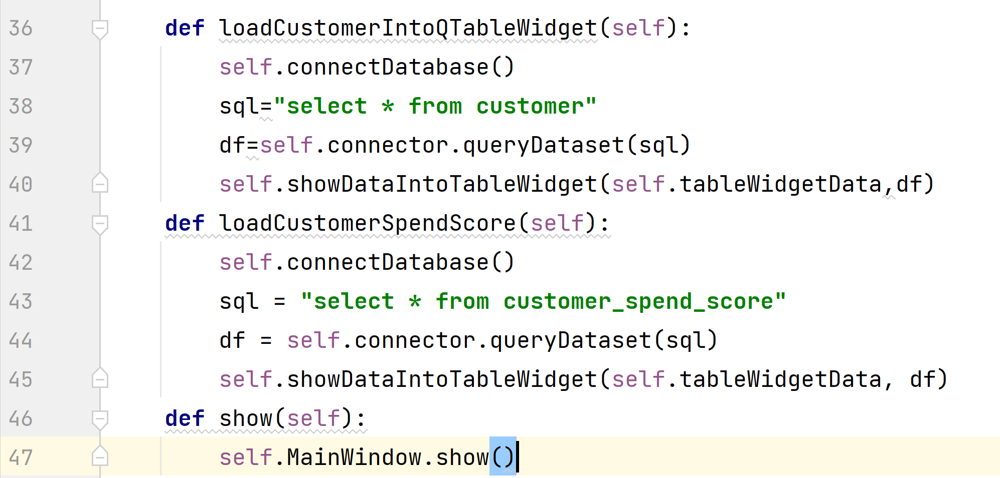 36 def loadCustomerIntoQTableWidget(self):
37 self.connectDatabase()
38 sql="select * from customer"
39 df=self.connector.queryDataset(sql)
40 self.showDataIntoTableWidget(self.tableWidgetData,df)
41 def loadCustomerSpendScore(self):
42 self.connectDatabase()
43 sql = "select * from customer_spend_score"
44 df = self.connector.queryDataset(sql)
45 self.showDataIntoTableWidget(self.tableWidgetData, df)
46 def show(self):
47 self.MainWindow.show()